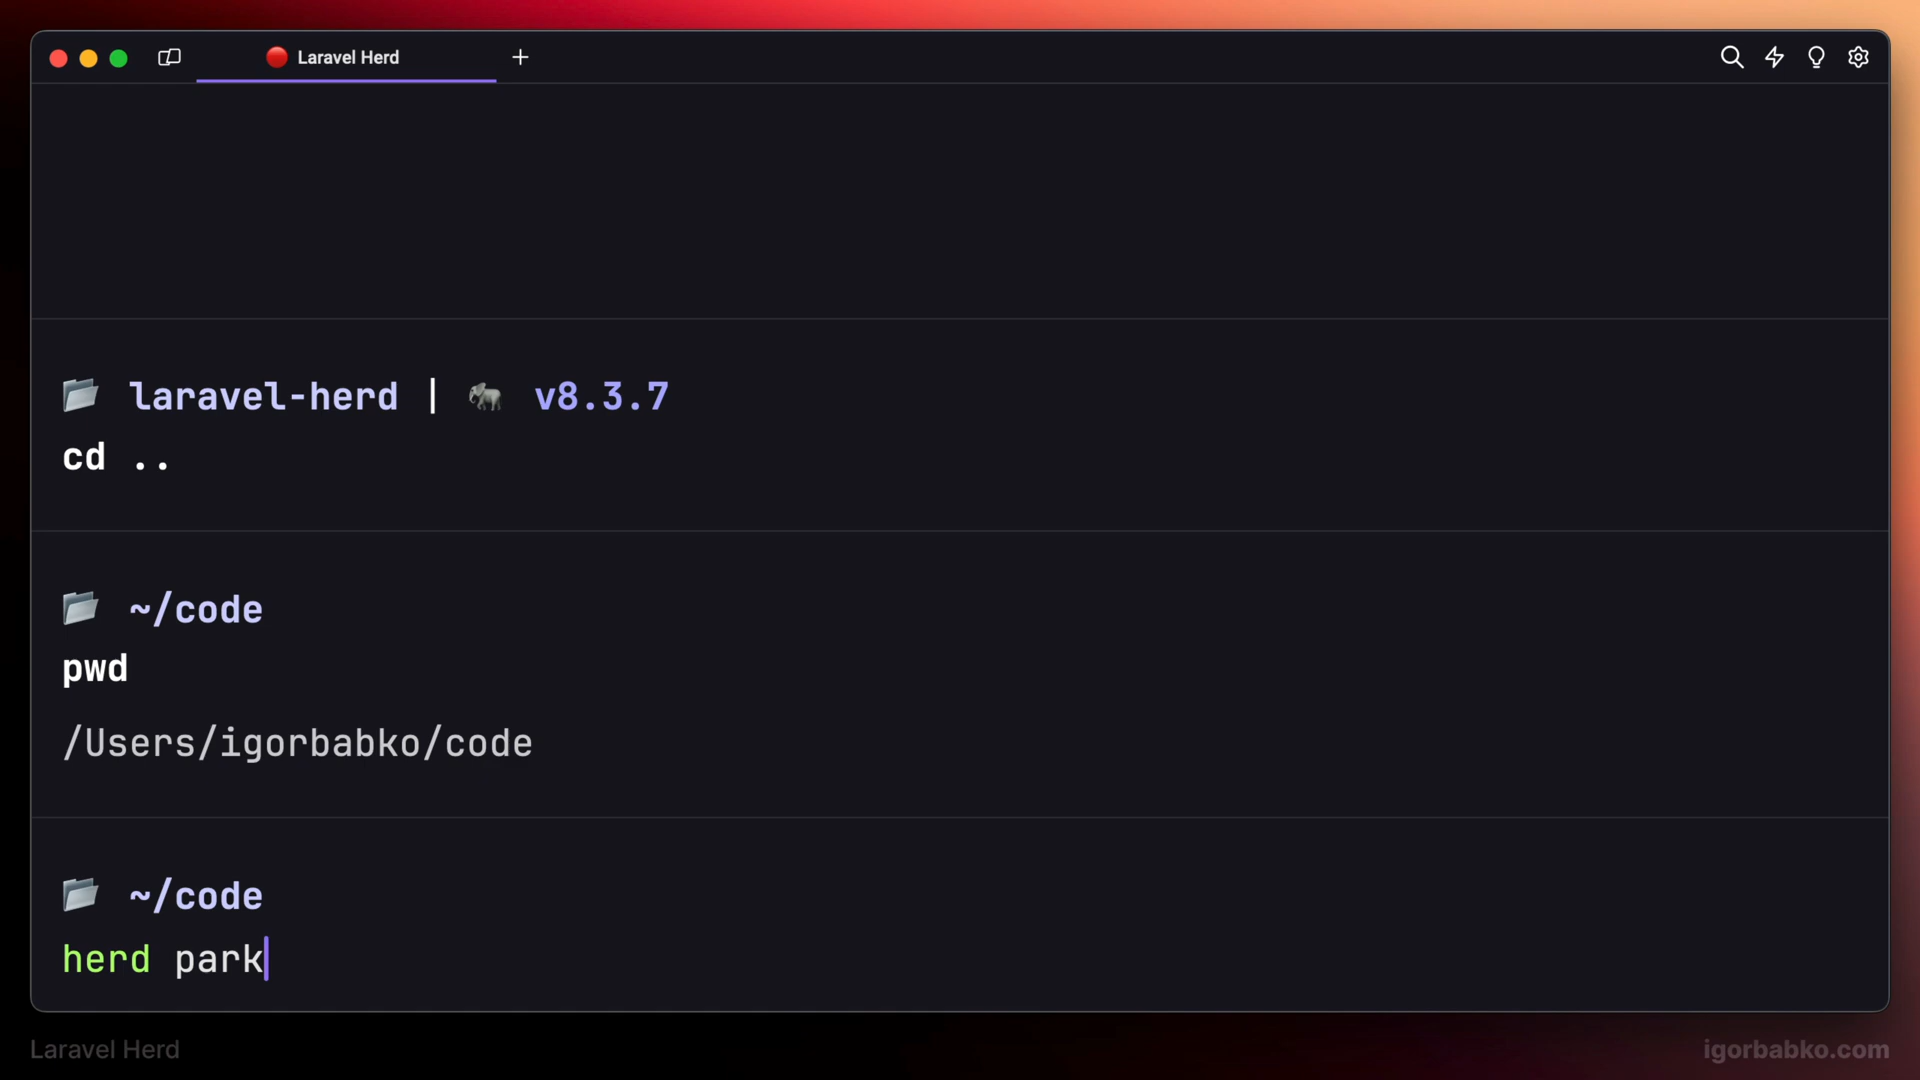 Laravel Herd
laravel-herd | v8.3.7
cd ..
~/code
pwd
/Users/igorbabko/code
~/code
herd park
Laravel Herd
igorbabko.com